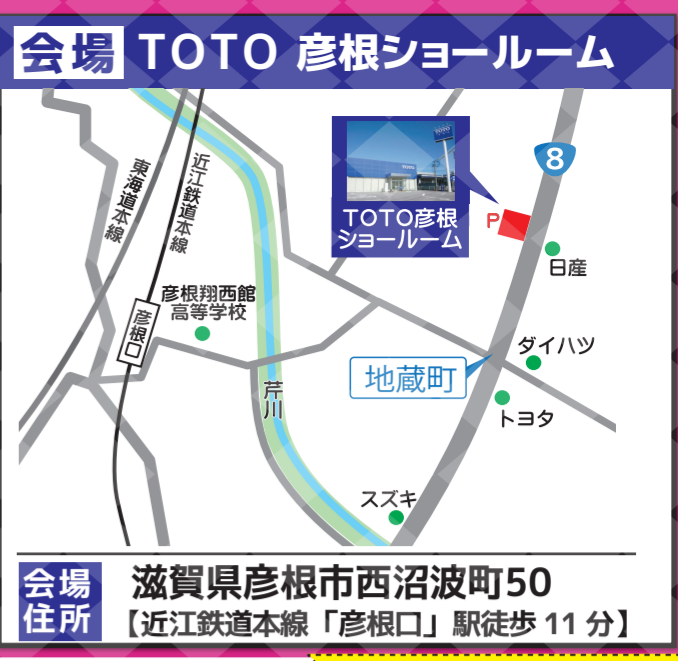 会場 TOTO 彦根ショールーム
東海道本線
近江鉄道本線
TOTO
TOTO
TOTO彦根
ショールーム
P
8
日産
彦根翔西館
高等学校
彦根口
ダイハツ
地蔵町
芹川
トヨタ
スズキ
会場
住所
滋賀県彦根市西沼波町50
【近江鉄道本線「彦根口」駅徒歩 11 分】